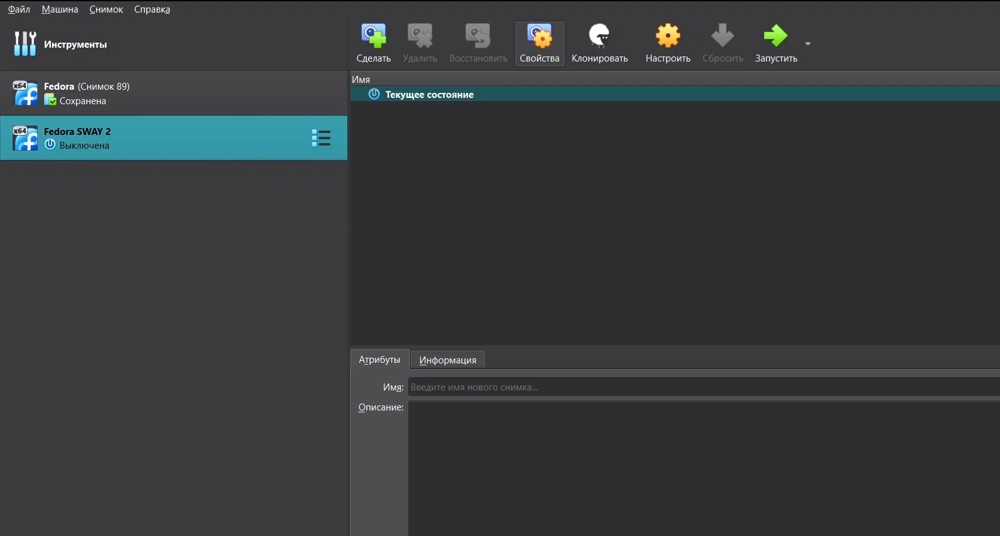 Файл Машина Снимок Справка
Инструменты
x64 Fedora (Снимок 89)
Сохранена
x64 Fedora SWAY 2
Выключена
Сделать Удалить Восстановить Свойства Клонировать Настроить Сбросить Запустить
Имя
Текущее состояние
Атрибуты Информация
Имя: Введите имя нового снимка...
Описание: